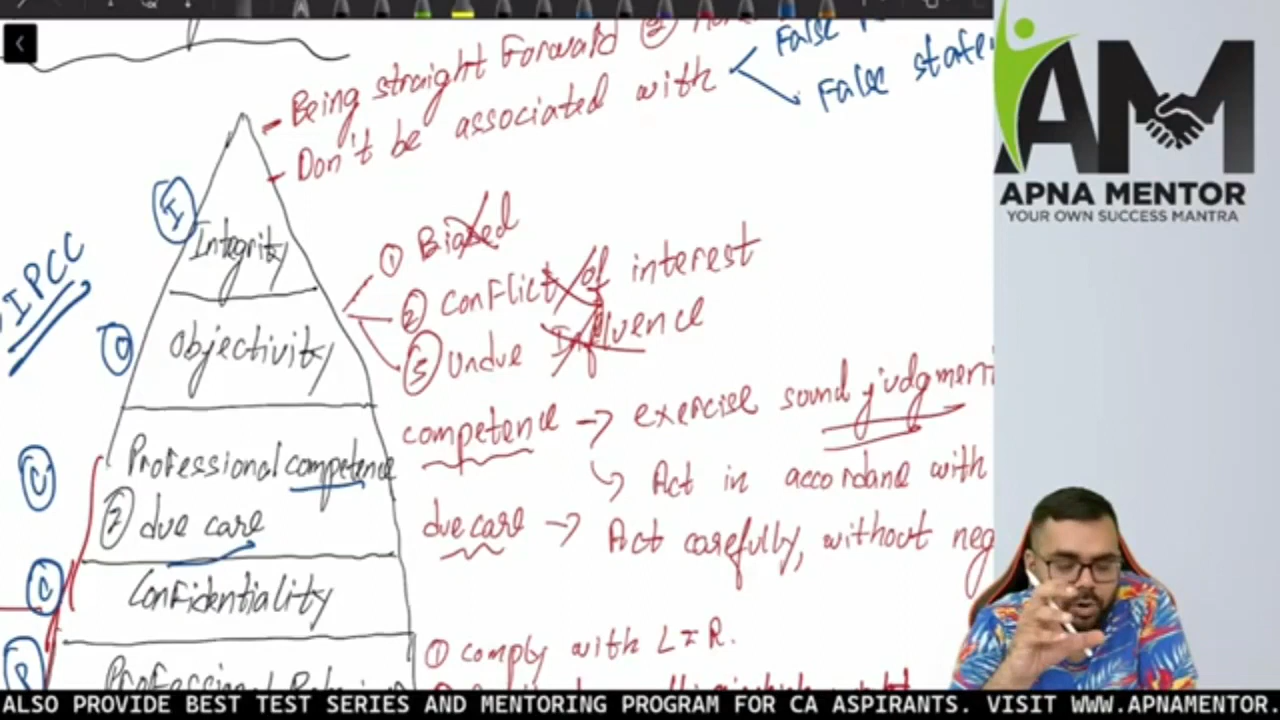 Being straight Forward &
False
Don't be associated with
False state
I
Integrity
① Biased
② Conflict of interest
③ Undue Influence
OIPCC
O
Objectivity
competence → exercise sound judgment
Professional competence
↳ Act in accordance with
& due care
due care → Act carefully, without neg
C
Confidentiality
P
① comply with L & R.
Professional
AM
APNA MENTOR
YOUR OWN SUCCESS MANTRA
ALSO PROVIDE BEST TEST SERIES AND MENTORING PROGRAM FOR CA ASPIRANTS. VISIT WWW.APNAMENTOR.